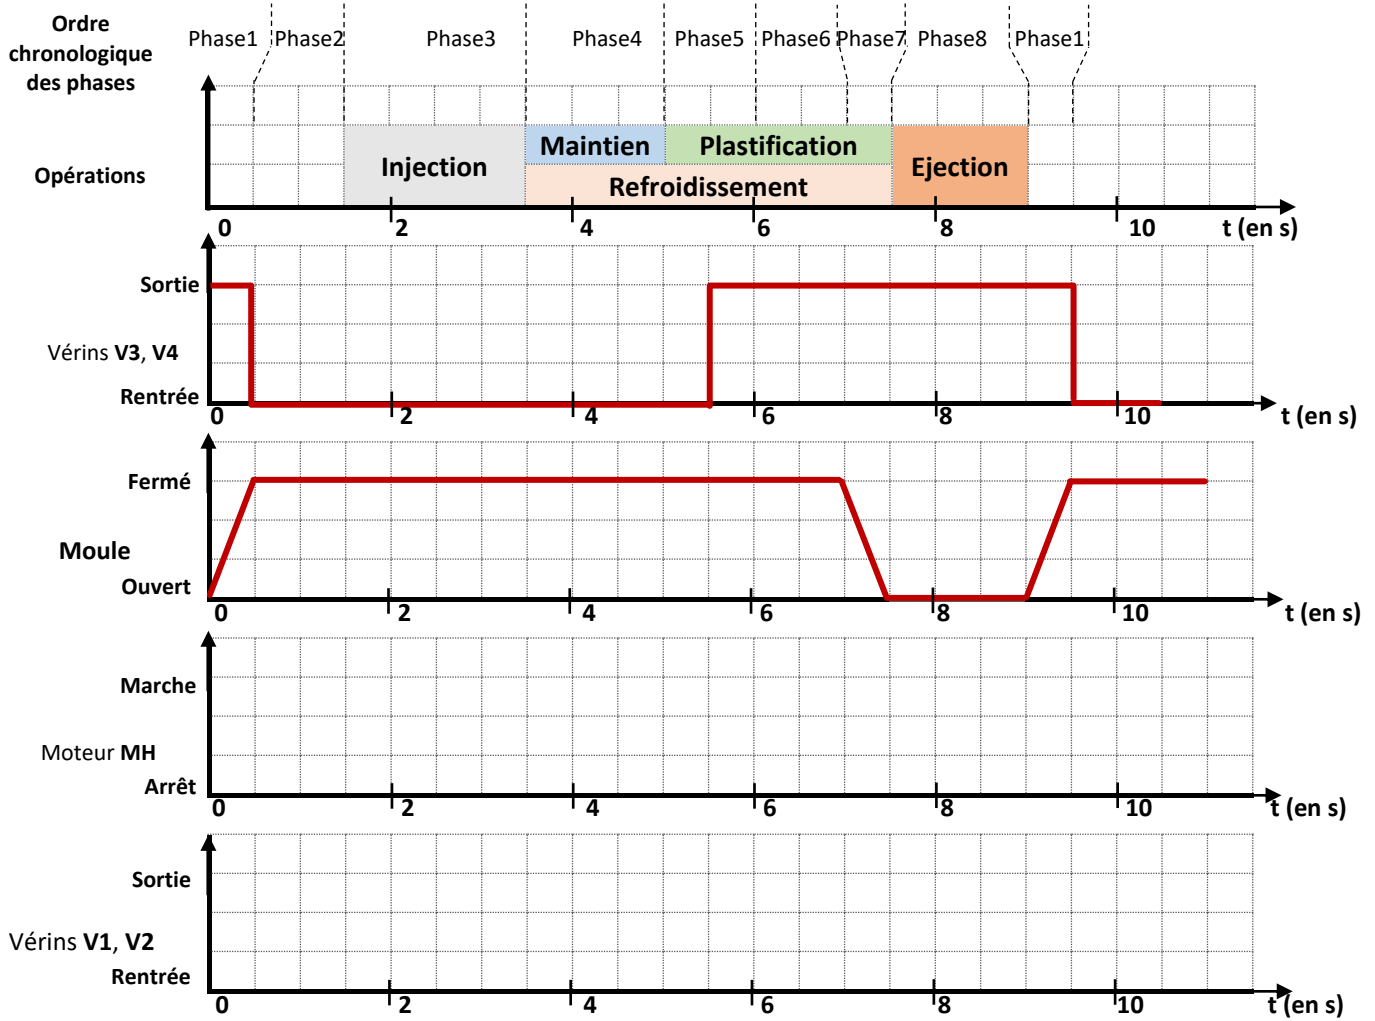 Ordre
chronologique
des phases
Phase1 Phase2 Phase3 Phase4 Phase5 Phase6 Phase7 Phase8 Phase1
Opérations
Injection
Maintien
Plastification
Refroidissement
Ejection
0 2 4 6 8 10 t (en s)
Sortie
Vérins V3, V4
Rentrée
0 2 4 6 8 10 t (en s)
Fermé
Moule
Ouvert
0 2 4 6 8 10 t (en s)
Marche
Moteur MH
Arrêt
0 2 4 6 8 10 t (en s)
Sortie
Vérins V1, V2
Rentrée
0 2 4 6 8 10 t (en s)